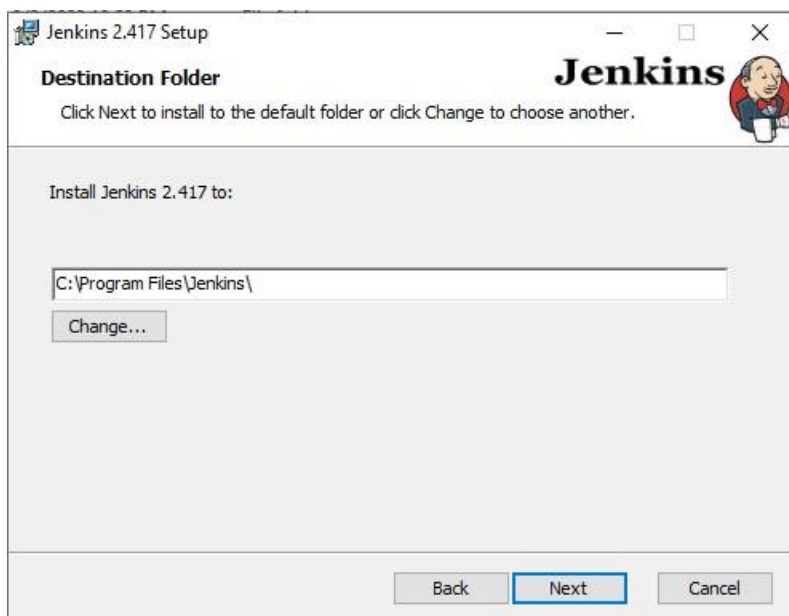 Jenkins 2.417 Setup
Destination Folder
Jenkins
Click Next to install to the default folder or click Change to choose another.
Install Jenkins 2.417 to:
C:\Program Files\Jenkins\
Change...
Back
Next
Cancel